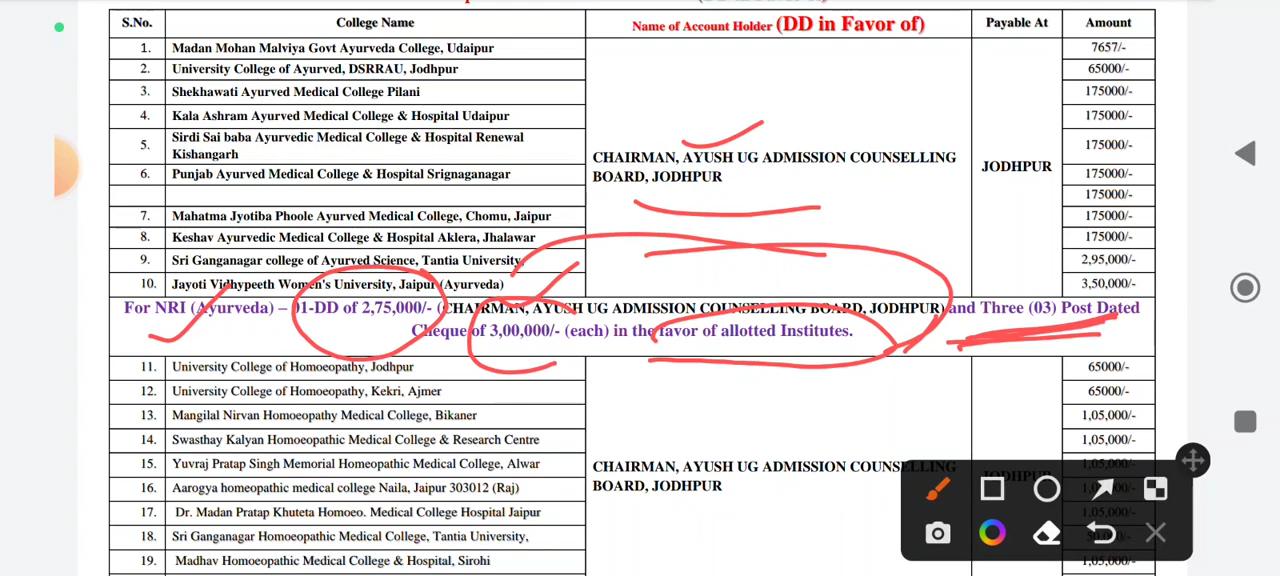 S.No. College Name Name of Account Holder (DD in Favor of) Payable At Amount
1. Madan Mohan Malviya Govt Ayurveda College, Udaipur 7657/-
2. University College of Ayurved, DSRRAU, Jodhpur 65000/-
3. Shekhawati Ayurved Medical College Pilani 175000/-
4. Kala Ashram Ayurved Medical College & Hospital Udaipur 175000/-
5. Sirdi Sai baba Ayurvedic Medical College & Hospital Renewal
Kishangarh 175000/-
CHAIRMAN, AYUSH UG ADMISSION COUNSELLING
BOARD, JODHPUR
JODHPUR
6. Punjab Ayurved Medical College & Hospital Srignaganagar 175000/-
175000/-
7. Mahatma Jyotiba Phoole Ayurved Medical College, Chomu, Jaipur 175000/-
8. Keshav Ayurvedic Medical College & Hospital Aklera, Jhalawar 175000/-
9. Sri Ganganagar college of Ayurved Science, Tantia University, 2,95,000/-
10. Jayoti Vidhypeeth Women's University, Jaipur (Ayurveda) 3,50,000/-
For NRI (Ayurveda) – 01-DD of 2,75,000/- (CHAIRMAN, AYUSH UG ADMISSION COUNSELLING BOARD, JODHPUR) and Three (03) Post Dated
Cheque of 3,00,000/- (each) in the favor of allotted Institutes.
11. University College of Homoeopathy, Jodhpur 65000/-
12. University College of Homoeopathy, Kekri, Ajmer 65000/-
13. Mangilal Nirvan Homoeopathy Medical College, Bikaner 1,05,000/-
14. Swasthay Kalyan Homoeopathic Medical College & Research Centre 1,05,000/-
15. Yuvraj Pratap Singh Memorial Homeopathic Medical College, Alwar 1,05,000/-
CHAIRMAN, AYUSH UG ADMISSION COUNSELLING
BOARD, JODHPUR
JODHPUR
16. Aarogya homeopathic medical college Naila, Jaipur 303012 (Raj)
17. Dr. Madan Pratap Khuteta Homoeo. Medical College Hospital Jaipur 1,05,000/-
18. Sri Ganganagar Homoeopathic Medical College, Tantia University,
19. Madhav Homoeopathic Medical College & Hospital, Sirohi 1,05,000/-